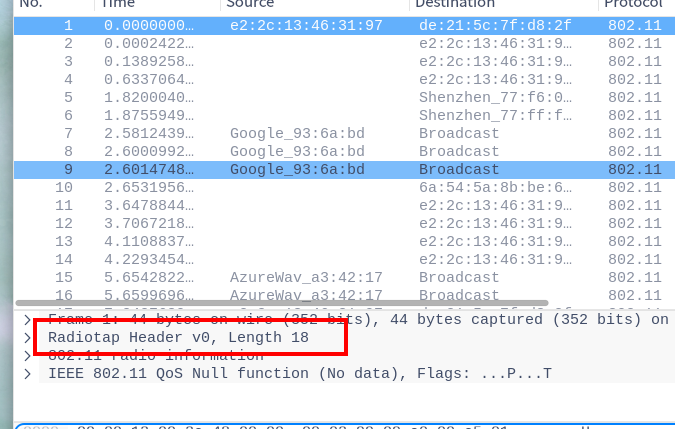 No. Time Source Destination Protocol
1 0.0000000… e2:2c:13:46:31:97 de:21:5c:7f:d8:2f 802.11
2 0.0002422… e2:2c:13:46:31:9… 802.11
3 0.1389258… e2:2c:13:46:31:9… 802.11
4 0.6337064… e2:2c:13:46:31:9… 802.11
5 1.8200040… Shenzhen_77:f6:0… 802.11
6 1.8755949… Shenzhen_77:ff:f… 802.11
7 2.5812439… Google_93:6a:bd Broadcast 802.11
8 2.6000992… Google_93:6a:bd Broadcast 802.11
9 2.6014748… Google_93:6a:bd Broadcast 802.11
10 2.6531956… 6a:54:5a:8b:be:6… 802.11
11 3.6478844… e2:2c:13:46:31:9… 802.11
12 3.7067218… e2:2c:13:46:31:9… 802.11
13 4.1108837… e2:2c:13:46:31:9… 802.11
14 4.2293454… e2:2c:13:46:31:9… 802.11
15 5.6542822… AzureWav_a3:42:17 Broadcast 802.11
16 5.6599696… AzureWav_a3:42:17 Broadcast 802.11
Frame 1: 44 bytes on wire (352 bits), 44 bytes captured (352 bits) on
Radiotap Header v0, Length 18
802.11 radio information
IEEE 802.11 QoS Null function (No data), Flags: ...P...T